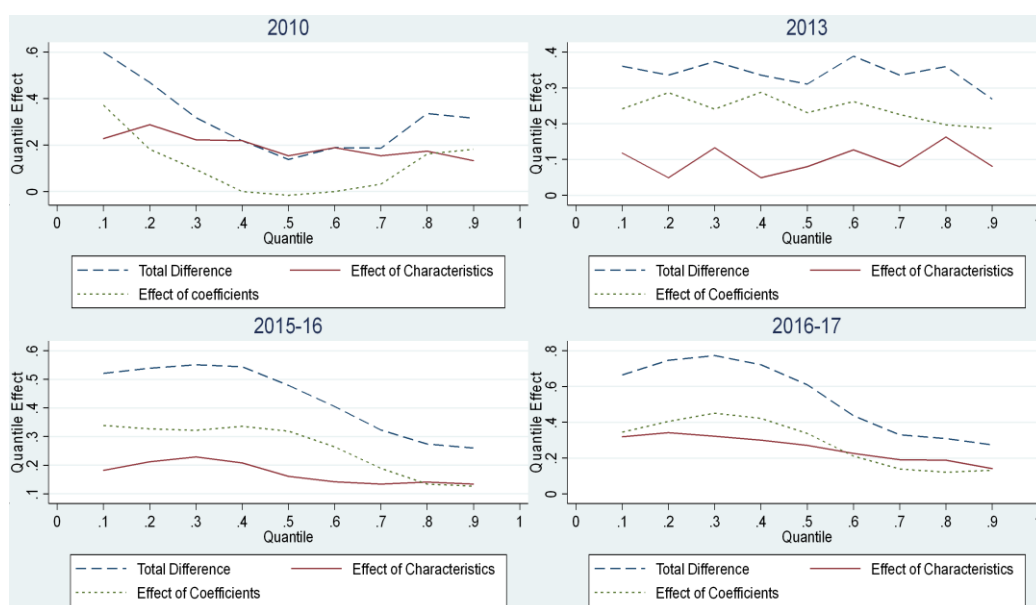 2010
Quantile Effect
.6
.4
.2
0
0 .1 .2 .3 .4 .5 .6 .7 .8 .9 1
Quantile
Total Difference Effect of Characteristics
Effect of coefficients
2013
Quantile Effect
.4
.3
.2
.1
0
0 .1 .2 .3 .4 .5 .6 .7 .8 .9 1
Quantile
Total Difference Effect of Characteristics
Effect of Coefficients
2015-16
Quantile Effect
.6
.5
.4
.3
.2
.1
0 .1 .2 .3 .4 .5 .6 .7 .8 .9 1
Quantile
Total Difference Effect of Characteristics
Effect of Coefficients
2016-17
Quantile Effect
.8
.6
.4
.2
0
0 .1 .2 .3 .4 .5 .6 .7 .8 .9
Quantile
Total Difference Effect of Characteristics
Effect of Coefficients